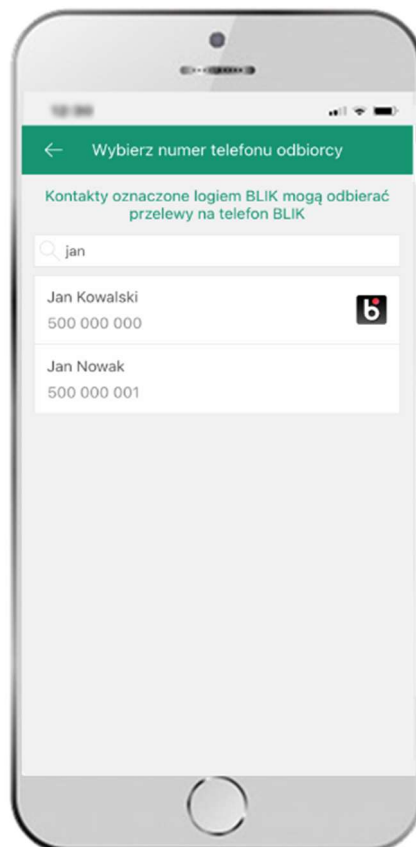 Wybierz numer telefonu odbiorcy
Kontakty oznaczone logiem BLIK mogą odbierać
przelewy na telefon BLIK
jan
Jan Kowalski
500 000 000
Jan Nowak
500 000 001